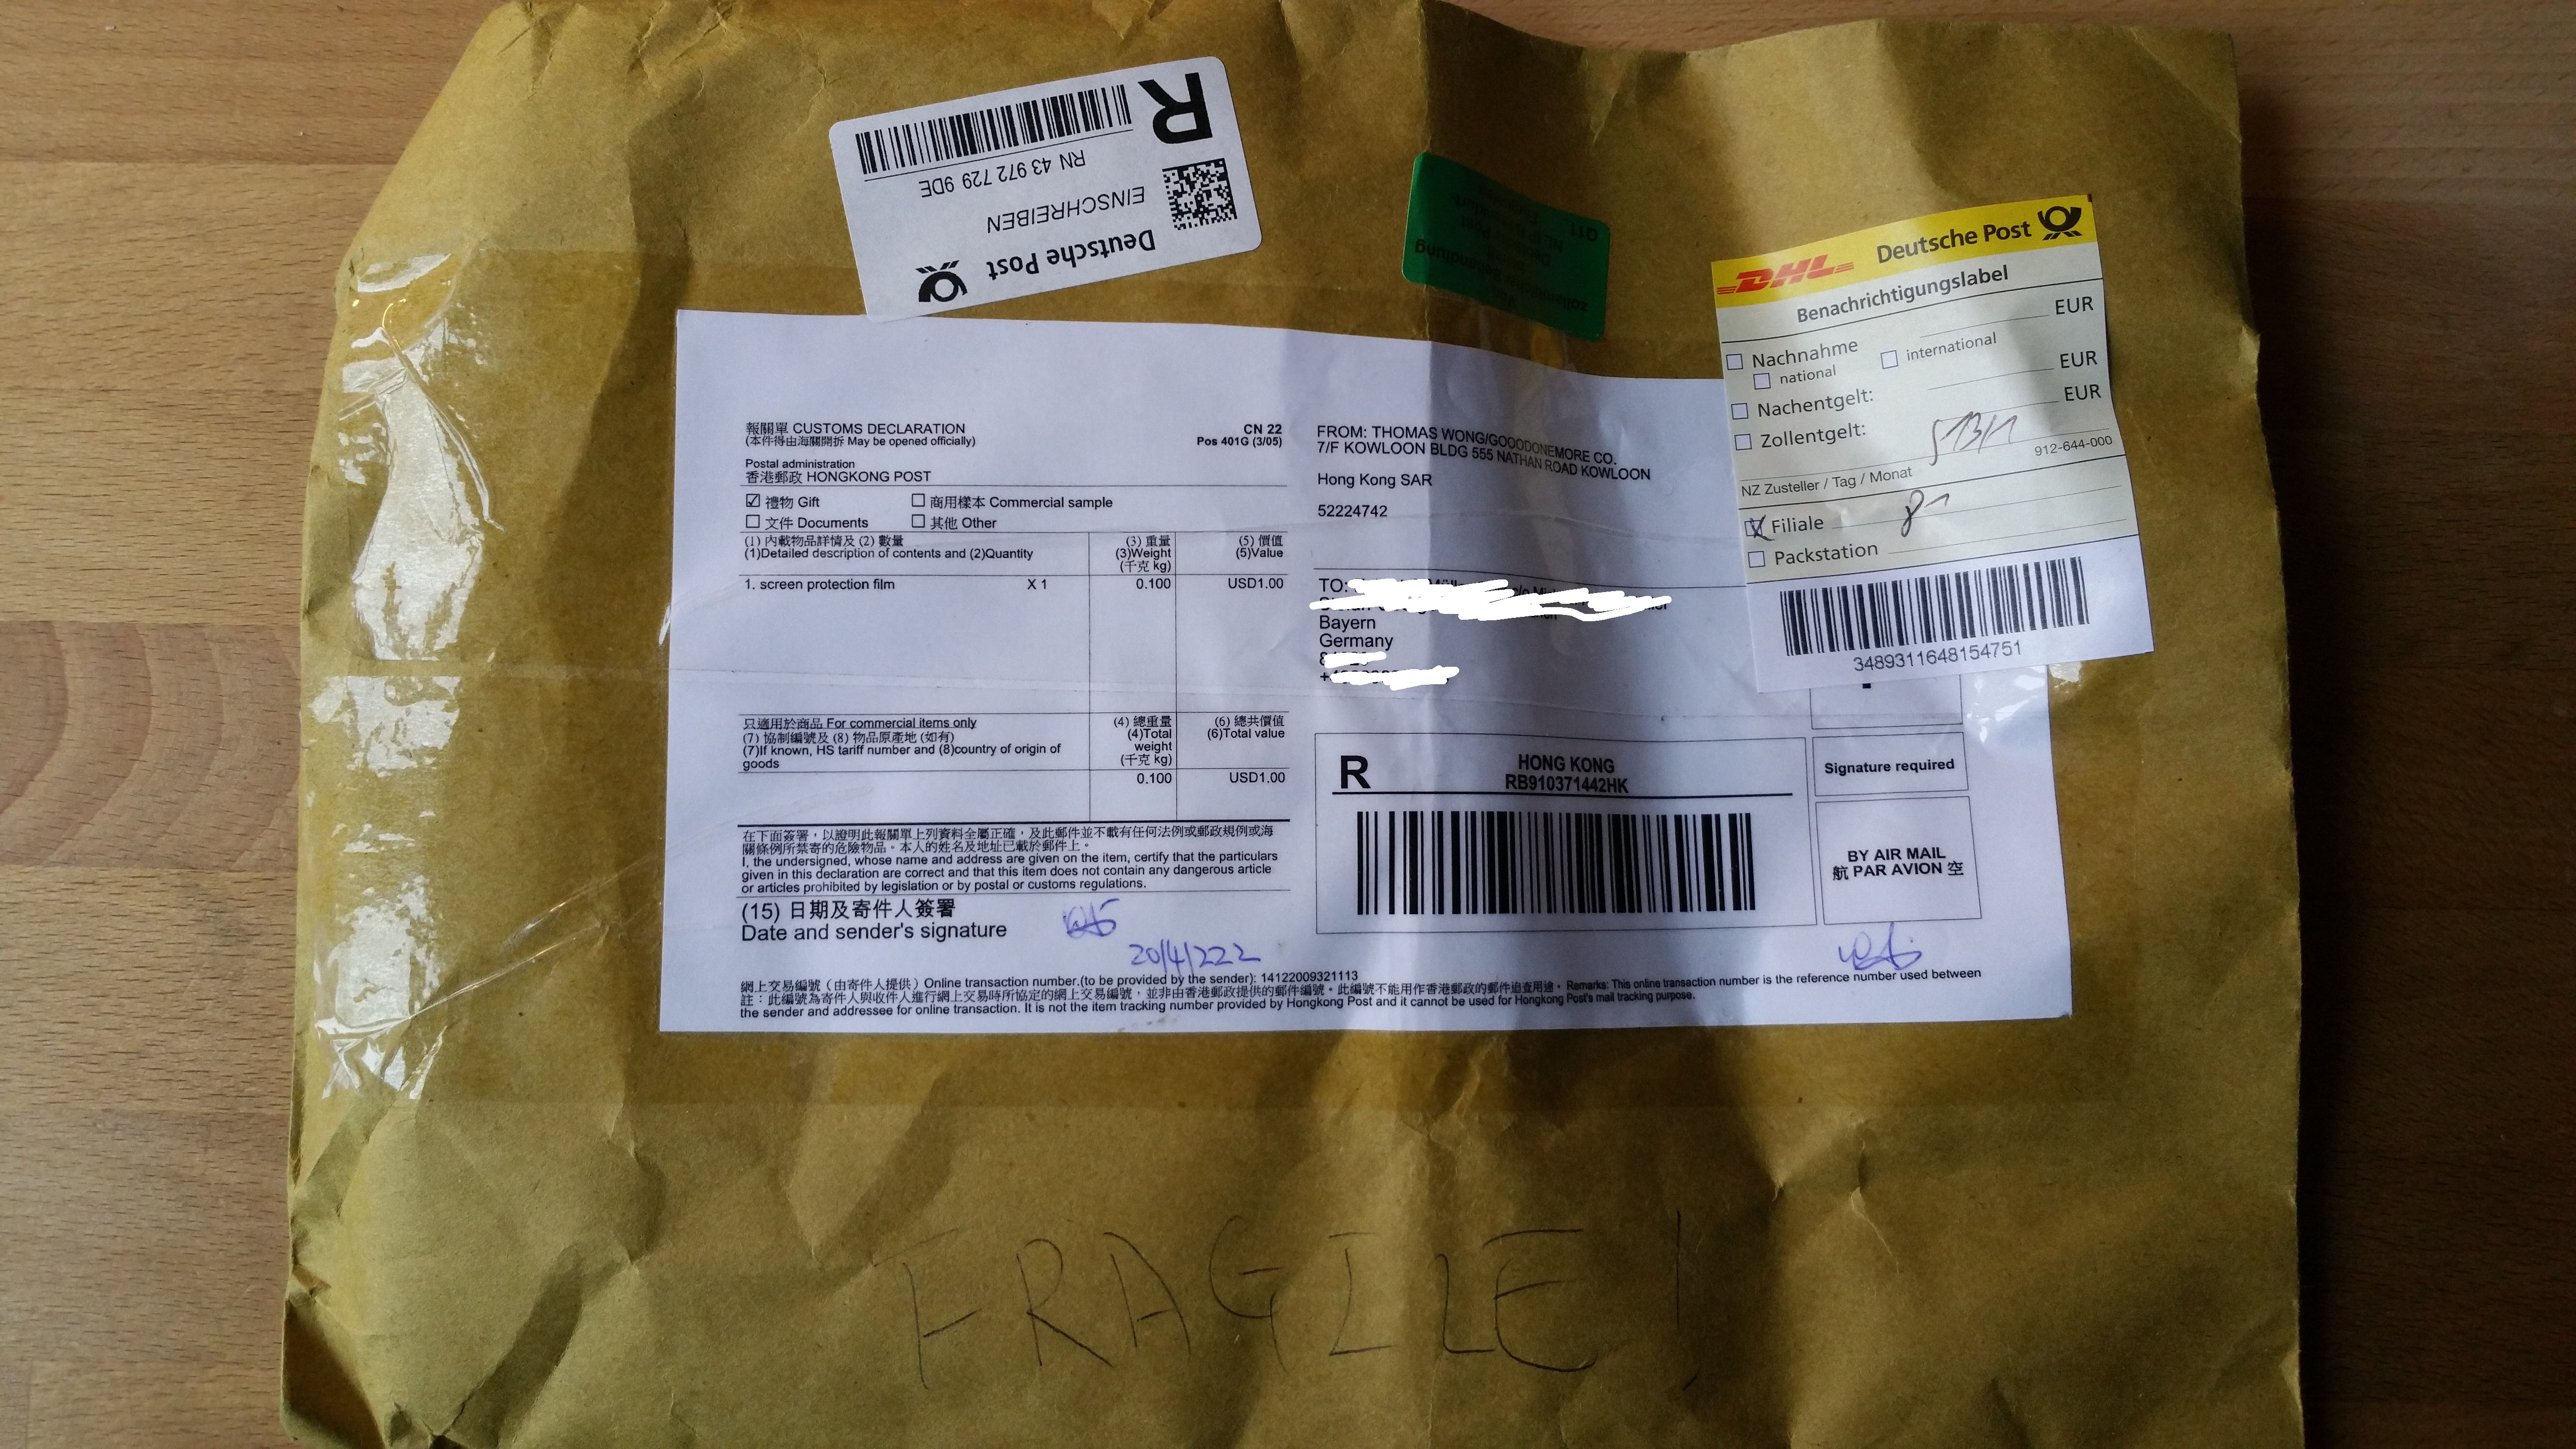 R
RN 43 972 729 9DE
EINSCHREIBEN
Deutsche Post
zollamtliche
Behandlung
Q11
DHL Deutsche Post
Benachrichtigungslabel
EUR
Nachnahme
national
international
EUR
Nachentgelt:
EUR
Zollentgelt:
912-644-000
NZ Zusteller / Tag / Monat
Filiale
Packstation
3489311648154751
報關單 CUSTOMS DECLARATION
(本件得由海關開拆 May be opened officially)
CN 22
Pos 401G (3/05)
Postal administration
香港郵政 HONGKONG POST
禮物 Gift
商用樣本 Commercial sample
文件 Documents
其他 Other
(1) 內載物品詳情及 (2) 數量
(1)Detailed description of contents and (2)Quantity
(3) 重量
(3)Weight
(千克 kg)
(5) 價值
(5)Value
1. screen protection film X 1 0.100 USD1.00
只適用於商品 For commercial items only
(7) 協制編號及 (8) 物品原產地 (如有)
(7)If known, HS tariff number and (8)country of origin of
goods
(4) 總重量
(4)Total
weight
(千克 kg)
(6) 總共價值
(6)Total value
0.100 USD1.00
在下面簽署，以證明此報關單上列資料全屬正確，及此郵件並不載有任何法例或郵政規例或海
關條例所禁寄的危險物品。本人的姓名及地址已載於郵件上。
I, the undersigned, whose name and address are given on the item, certify that the particulars
given in this declaration are correct and that this item does not contain any dangerous article
or articles prohibited by legislation or by postal or customs regulations.
(15) 日期及寄件人簽署
Date and sender's signature
20/4/222
FROM: THOMAS WONG/GOOODONEMORE CO.
7/F KOWLOON BLDG 555 NATHAN ROAD KOWLOON
Hong Kong SAR
52224742
TO:
Bayern
Germany
R
HONG KONG
RB910371442HK
Signature required
BY AIR MAIL
航 PAR AVION 空
網上交易編號（由寄件人提供）Online transaction number.(to be provided by the sender): 14122009321113
註：此編號為寄件人與收件人進行網上交易時所協定的網上交易編號，並非由香港郵政提供的郵件編號。此編號不能用作香港郵政的郵件追查用途。Remarks: This online transaction number is the reference number used between
the sender and addressee for online transaction. It is not the item tracking number provided by Hongkong Post and it cannot be used for Hongkong Post's mail tracking purpose.
FRAGILE!